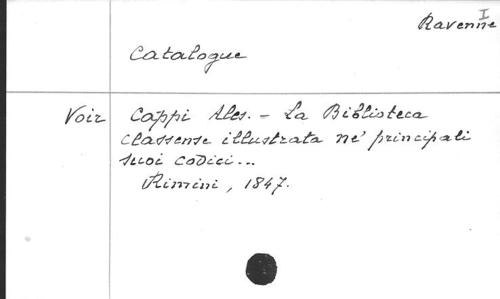 I
Ravenne
Catalogue
Voir Cappi Ales. - La Biblioteca
classense illustrata ne' principali
suoi codici...
Rimini, 1847.